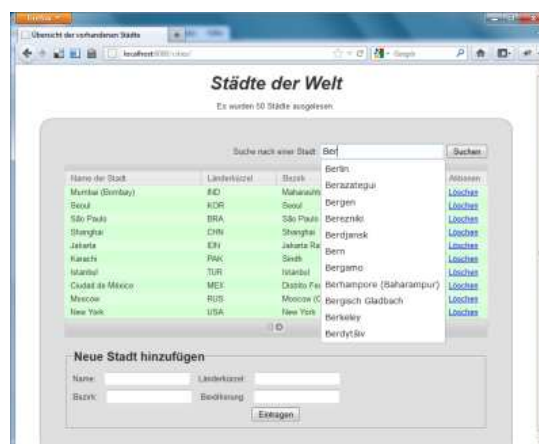 Firefox
Übersicht der vorhandenen Städte
localhost
Google
Städte der Welt
Es wurden 50 Städte ausgelesen.
Suche nach einer Stadt: Ber Suchen
Name der Stadt Länderkürzel Bezirk Aktionen
Mumbai (Bombay) IND Maharashtra Löschen
Seoul KOR Seoul Löschen
São Paulo BRA São Paulo Löschen
Shanghai CHN Shanghai Löschen
Jakarta IDN Jakarta Ra Löschen
Karachi PAK Sindh Löschen
Istanbul TUR Istanbul Löschen
Ciudad de México MEX Distrito Fe Löschen
Moscow RUS Moscow (C Löschen
New York USA New York Löschen
Berlin
Berazategui
Bergen
Berezniki
Berdjansk
Bern
Bergamo
Berhampore (Baharampur)
Bergisch Gladbach
Berkeley
Berdytšiv
Neue Stadt hinzufügen
Name: Länderkürzel:
Bezirk: Bevölkerung:
Eintragen